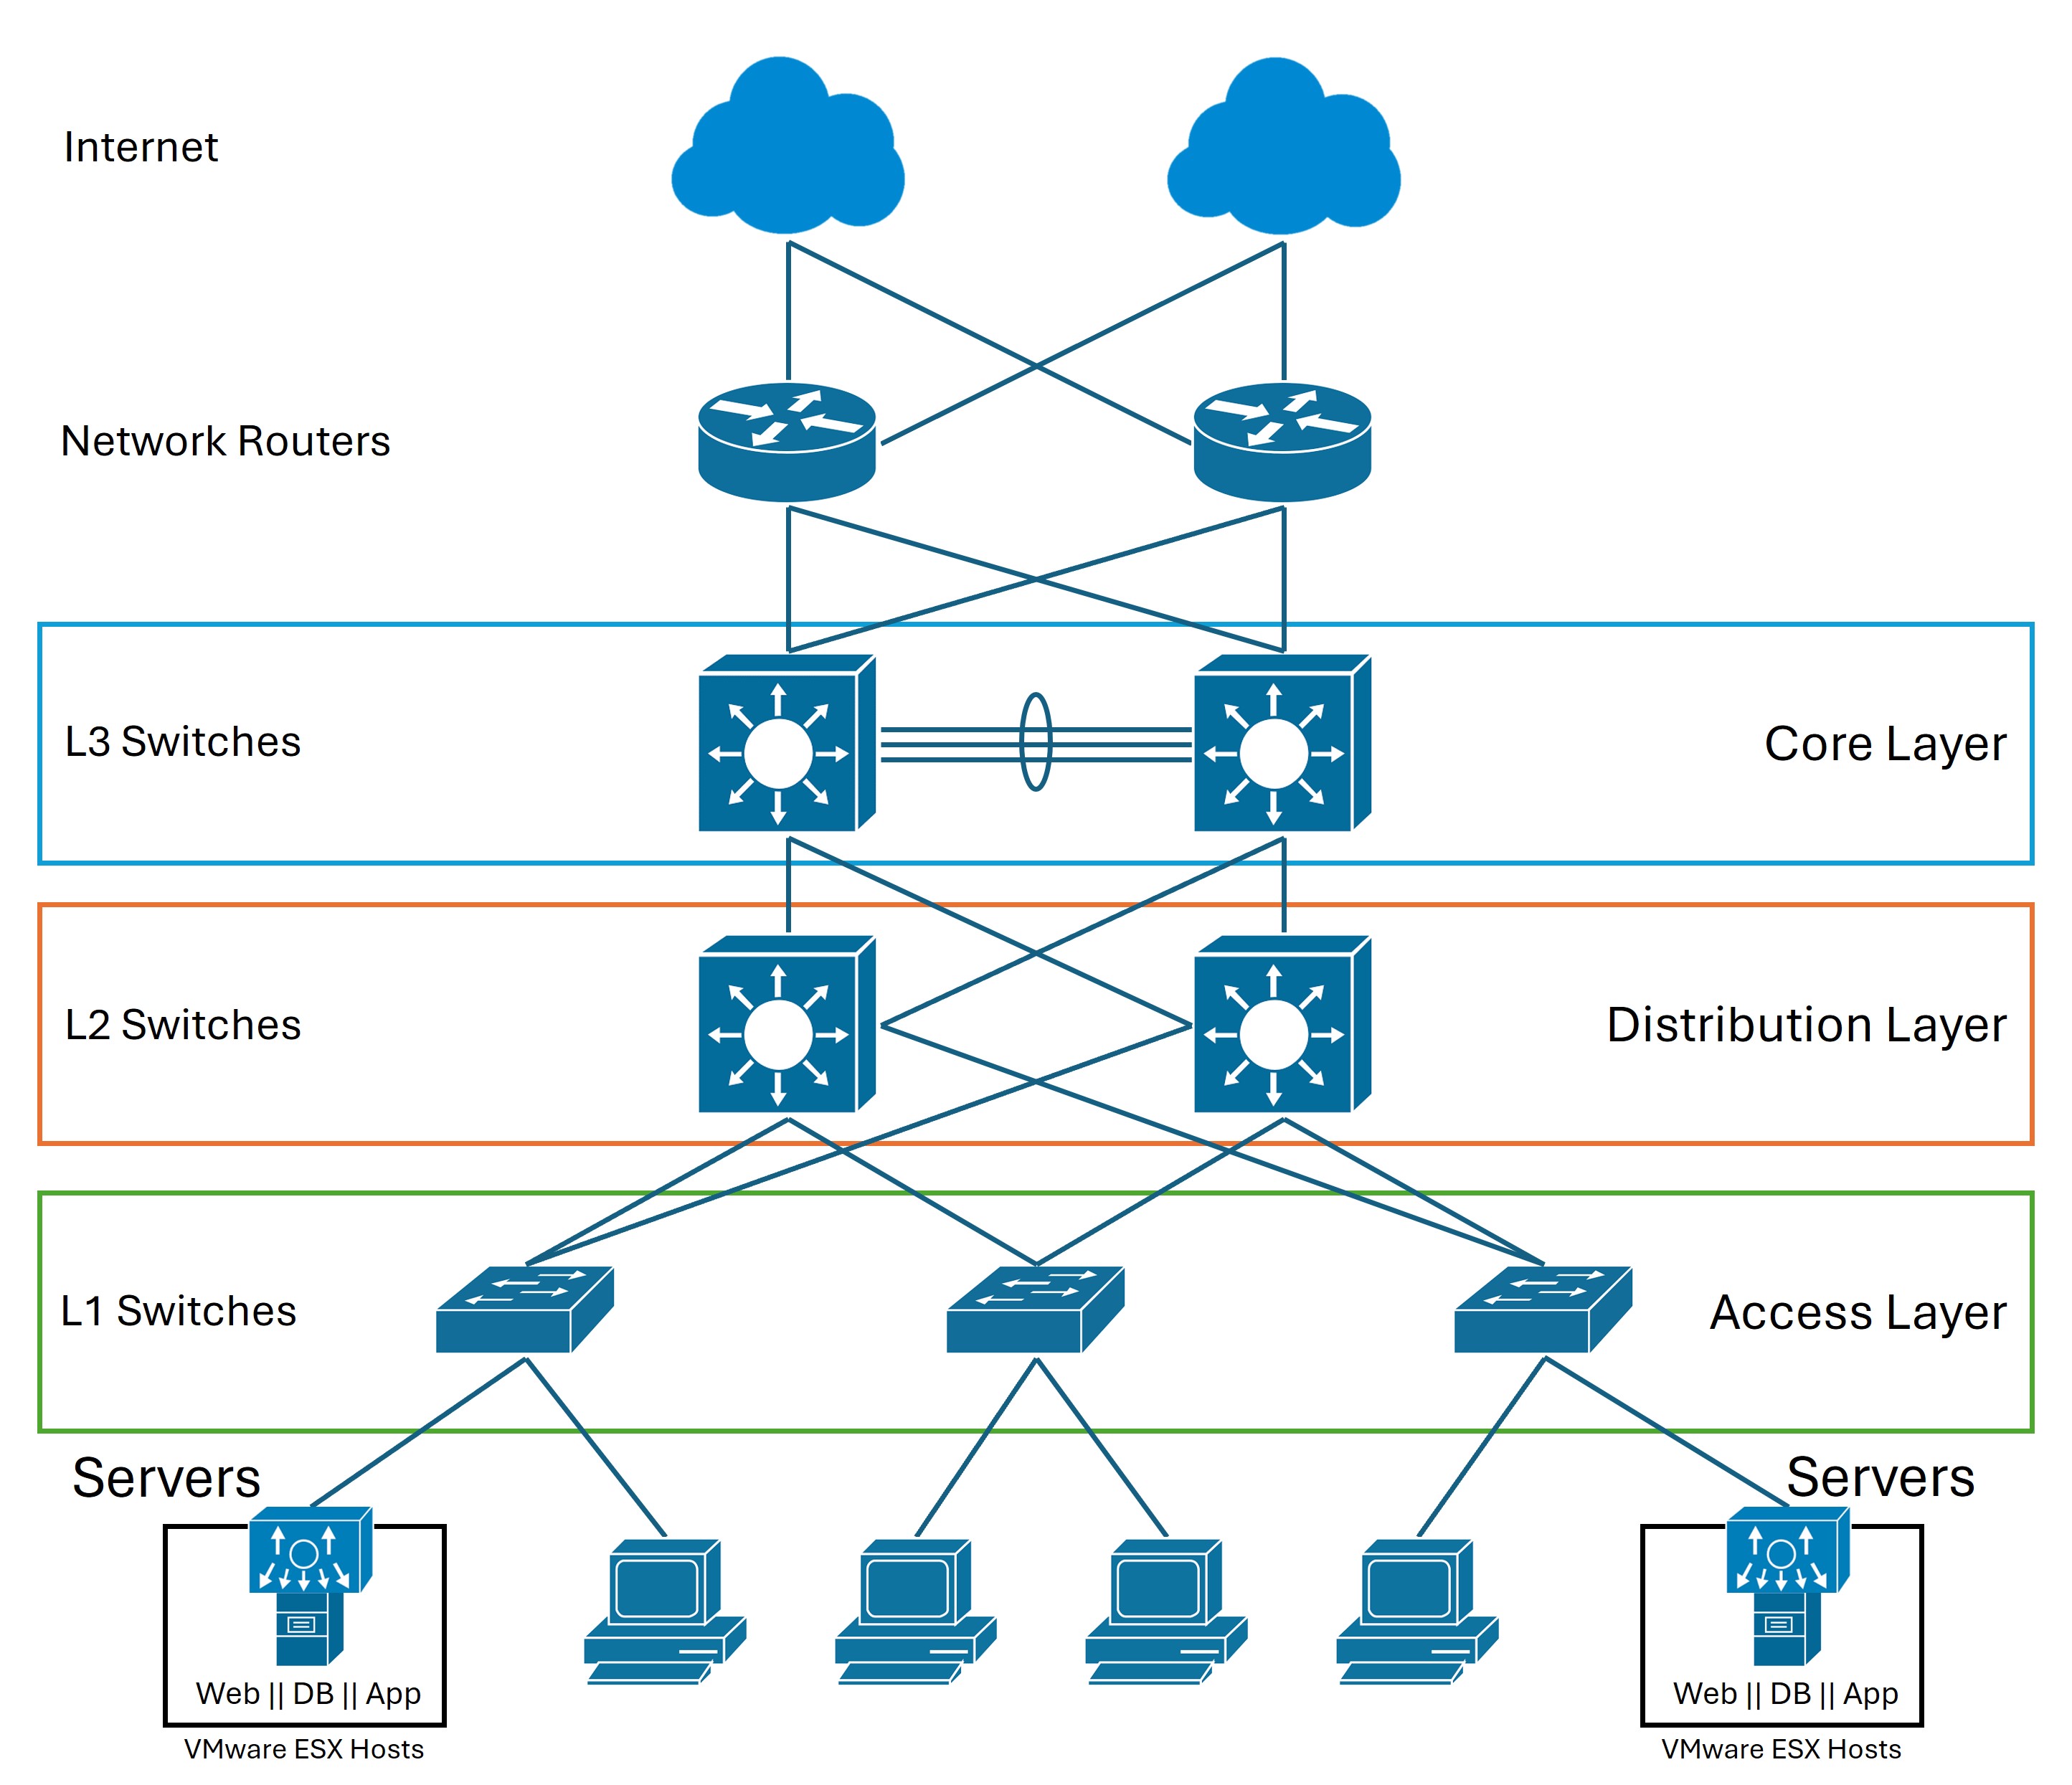 Internet
Network Routers
L3 Switches
Core Layer
L2 Switches
Distribution Layer
L1 Switches
Access Layer
Servers
Servers
Web || DB || App
Web || DB || App
VMware ESX Hosts
VMware ESX Hosts